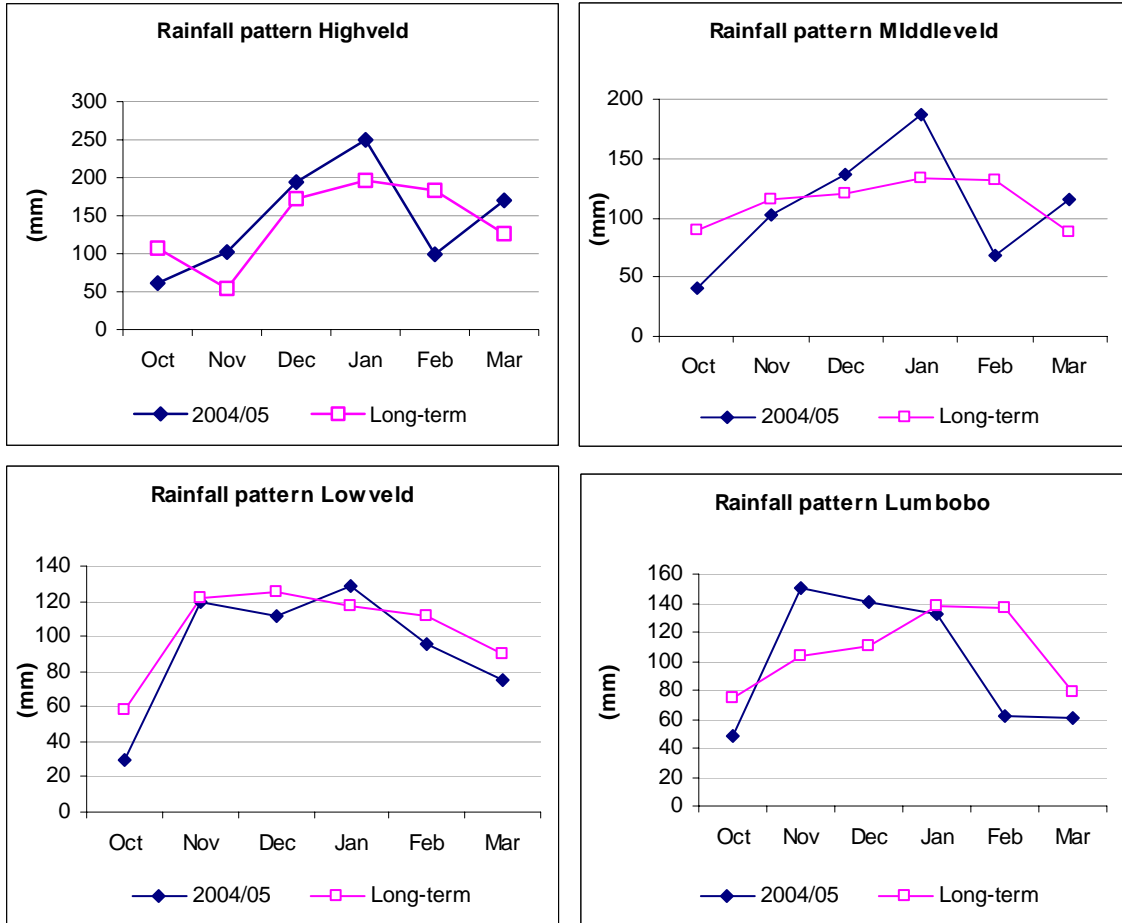 Rainfall pattern Highveld
300
250
200
150
100
50
0
(mm)
Oct Nov Dec Jan Feb Mar
2004/05 Long-term
Rainfall pattern MIddleveld
200
150
100
50
0
(mm)
Oct Nov Dec Jan Feb Mar
2004/05 Long-term
Rainfall pattern Lowveld
140
120
100
80
60
40
20
0
(mm)
Oct Nov Dec Jan Feb Mar
2004/05 Long-term
Rainfall pattern Lumbobo
160
140
120
100
80
60
40
20
0
(mm)
Oct Nov Dec Jan Feb Mar
2004/05 Long-term